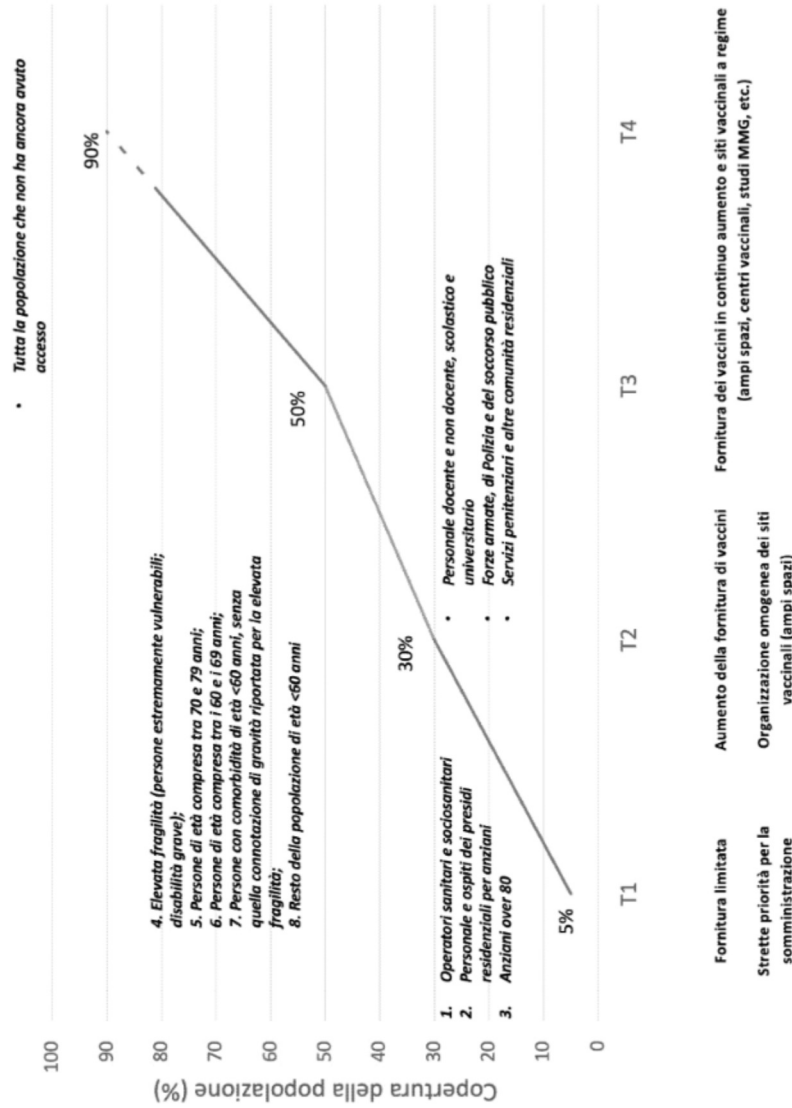 • Tutta la popolazione che non ha ancora avuto
accesso
100
90
80
70
60
50
40
30
20
10
0
Copertura della popolazione (%)
4. Elevata fragilità (persone estremamente vulnerabili;
disabilità grave);
5. Persone di età compresa tra 70 e 79 anni;
6. Persone di età compresa tra i 60 e i 69 anni;
7. Persone con comorbidità di età <60 anni, senza
quella connotazione di gravità riportata per la elevata
fragilità;
8. Resto della popolazione di età <60 anni
90%
50%
30%
5%
1. Operatori sanitari e sociosanitari
2. Personale e ospiti dei presidi
residenziali per anziani
3. Anziani over 80
• Personale docente e non docente, scolastico e
universitario
• Forze armate, di Polizia e del soccorso pubblico
• Servizi penitenziari e altre comunità residenziali
T1
T2
T3
T4
Fornitura limitata
Strette priorità per la
somministrazione
Aumento della fornitura di vaccini
Organizzazione omogenea dei siti
vaccinali (ampi spazi)
Fornitura dei vaccini in continuo aumento e siti vaccinali a regime
(ampi spazi, centri vaccinali, studi MMG, etc.)